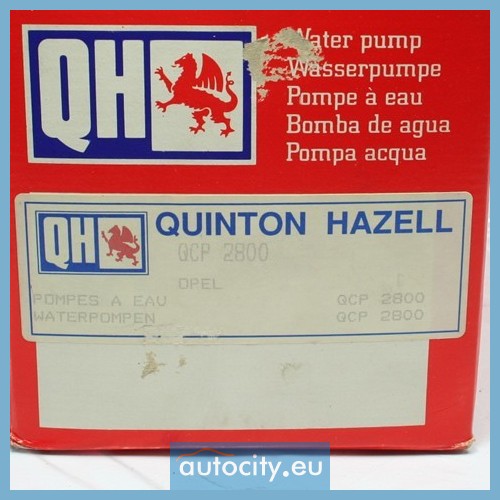 QH
Water pump
Wasserpumpe
Pompe à eau
Bomba de agua
Pompa acqua
QH QUINTON HAZELL
QCP 2800
OPEL 1
POMPES A EAU QCP 2800
WATERPOMPEN QCP 2800
autocity.eu